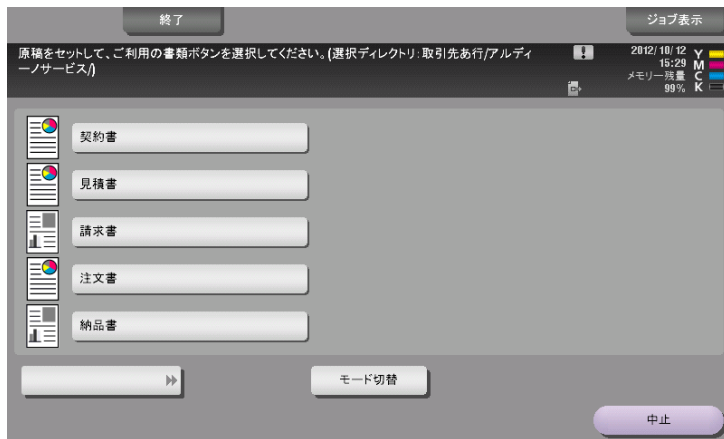 終了
ジョブ表示
原稿をセットして、ご利用の書類ボタンを選択してください。(選択ディレクトリ:取引先あ行/アルディ
ーノサービス/)
2012/10/12
15:29
メモリー残量
99%
Y
M
C
K
契約書
見積書
請求書
注文書
納品書
モード切替
中止